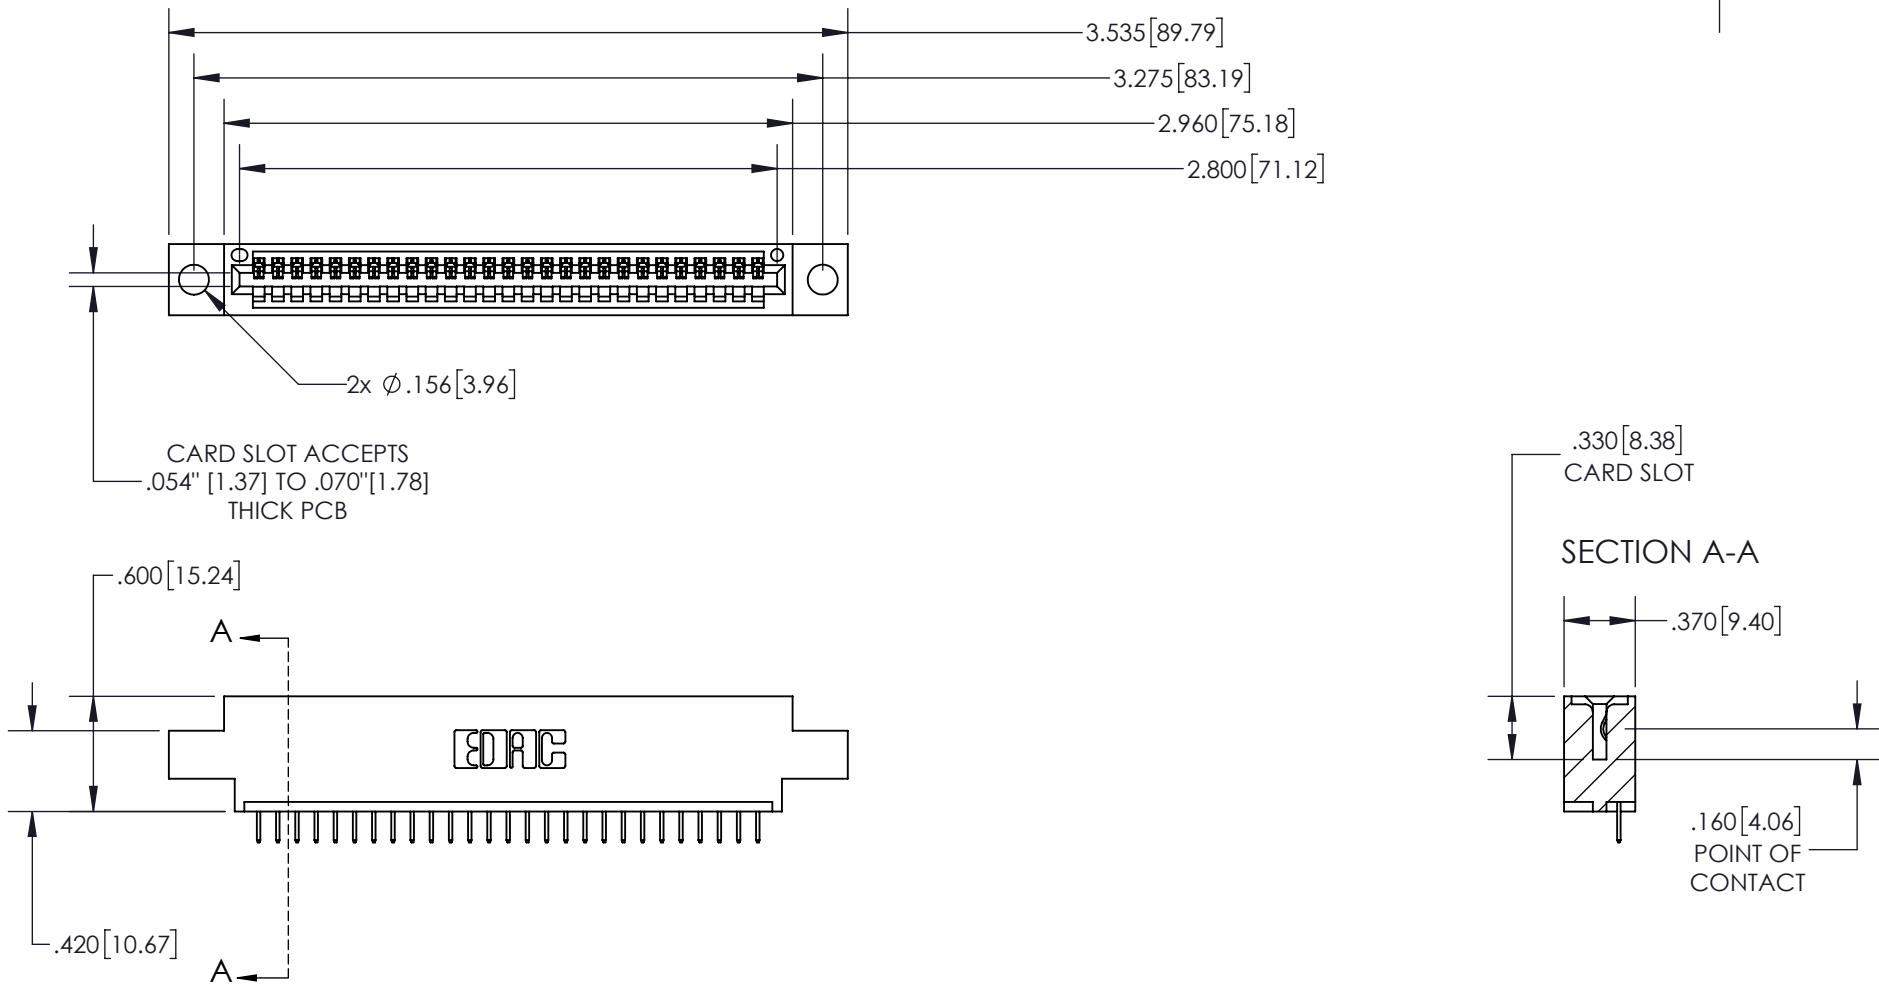 3.535[89.79]
3.275[83.19]
2.960[75.18]
2.800[71.12]
2x Ø.156[3.96]
CARD SLOT ACCEPTS
.054" [1.37] TO .070"[1.78]
THICK PCB
.330[8.38]
CARD SLOT
SECTION A-A
.600[15.24]
.370[9.40]
A
EDAC
.160[4.06]
POINT OF
CONTACT
.420[10.67]
A